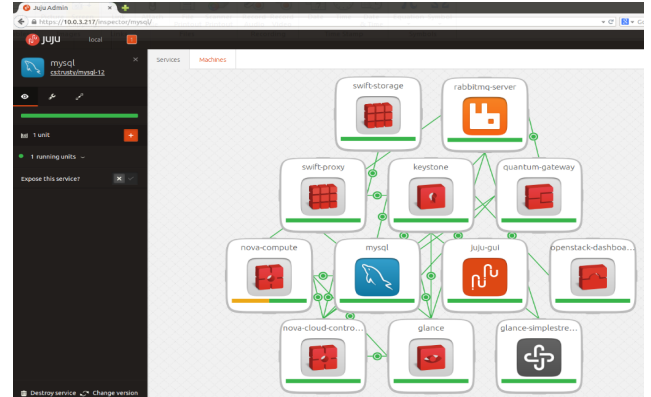 Juju Admin
https://10.0.3.217/inspector/mysql/
juju
local
mysql
cs:trusty/mysql-12
Services
Machines
1 unit
1 running units
Expose this service?
swift-storage
rabbitmq-server
swift-proxy
keystone
quantum-gateway
nova-compute
mysql
juju-gui
openstack-dashboa...
nova-cloud-contro...
glance
glance-simplestre...
Destroy service
Change version